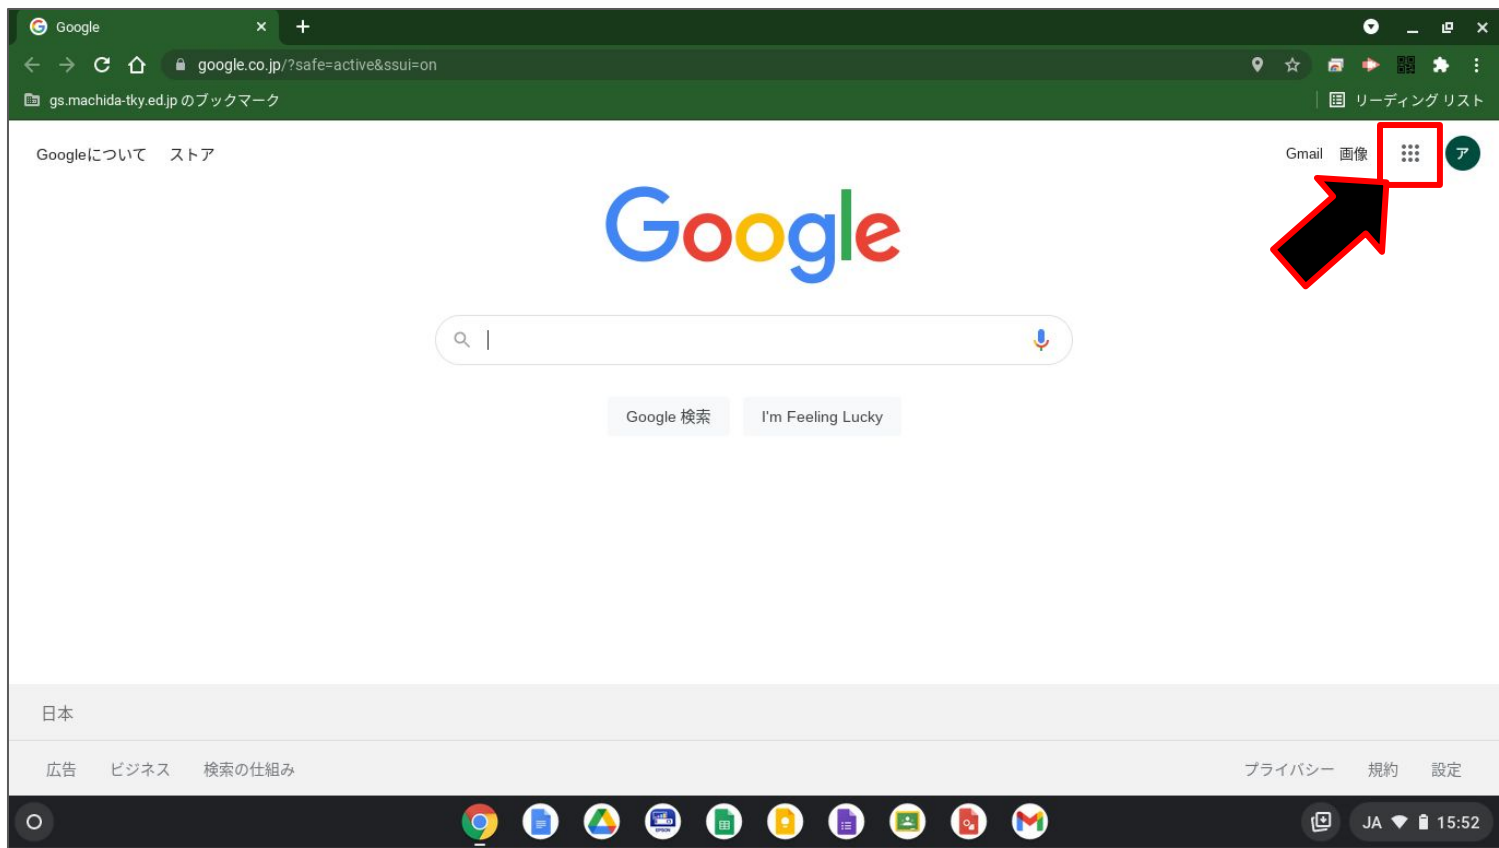 Google
google.co.jp/?safe=active&ssui=on
gs.machida-tky.ed.jp のブックマーク
リーディング リスト
Googleについて ストア
Gmail 画像
ア
Google
Google 検索 I'm Feeling Lucky
日本
広告 ビジネス 検索の仕組み
プライバシー 規約 設定
EPSON
JA 15:52